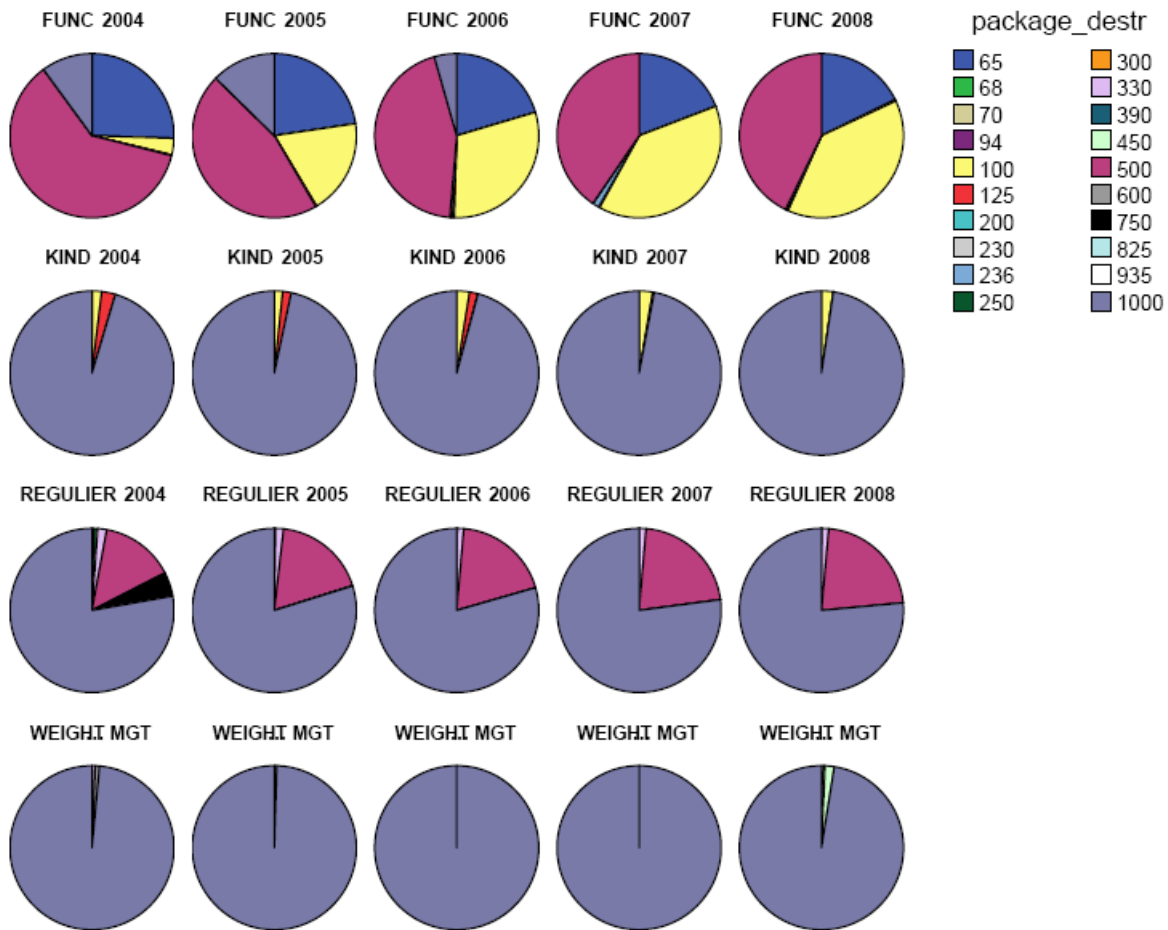 FUNC 2004 FUNC 2005 FUNC 2006 FUNC 2007 FUNC 2008
package_destr
65 300
68 330
70 390
94 450
100 500
125 600
200 750
230 825
236 935
250 1000
KIND 2004 KIND 2005 KIND 2006 KIND 2007 KIND 2008
REGULIER 2004 REGULIER 2005 REGULIER 2006 REGULIER 2007 REGULIER 2008
WEIGHT MGT WEIGHT MGT WEIGHT MGT WEIGHT MGT WEIGHT MGT